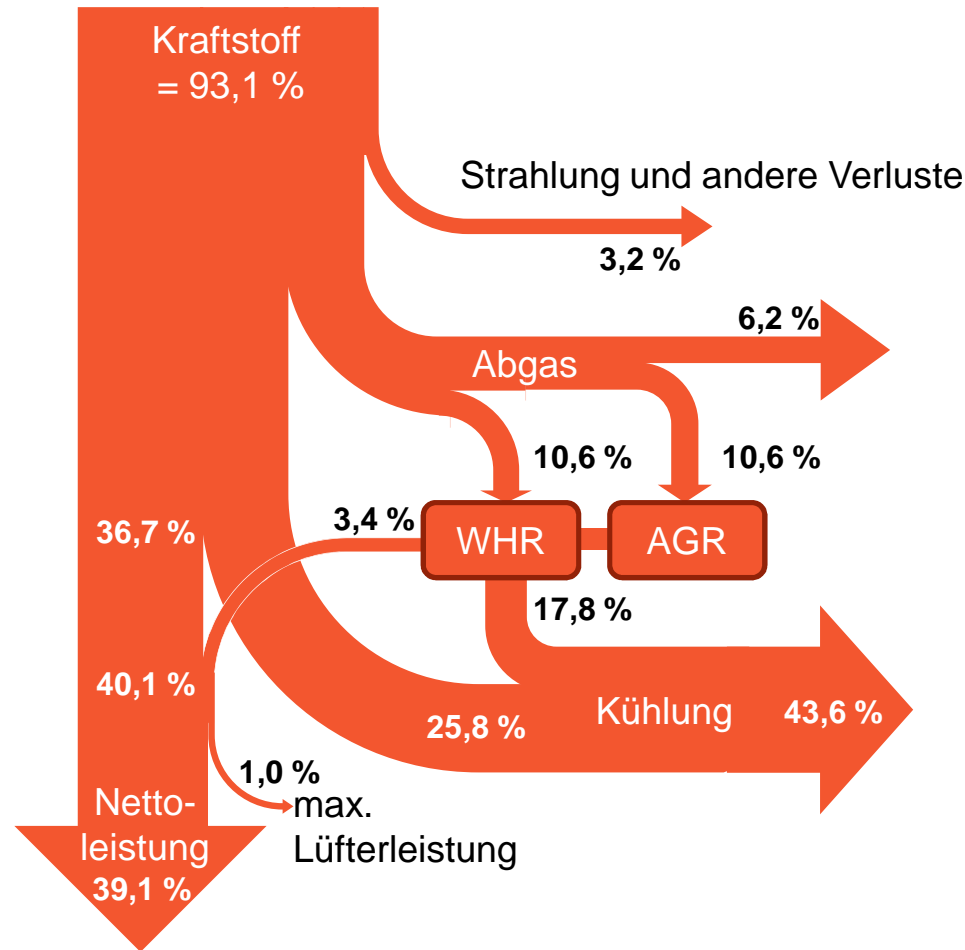 Kraftstoff
= 93,1 %
Strahlung und andere Verluste
3,2 %
6,2 %
Abgas
10,6 %
10,6 %
3,4 %
36,7 %
WHR
AGR
17,8 %
40,1 %
25,8 %
Kühlung
43,6 %
1,0 %
max.
Lüfterleistung
Netto-
leistung
39,1 %